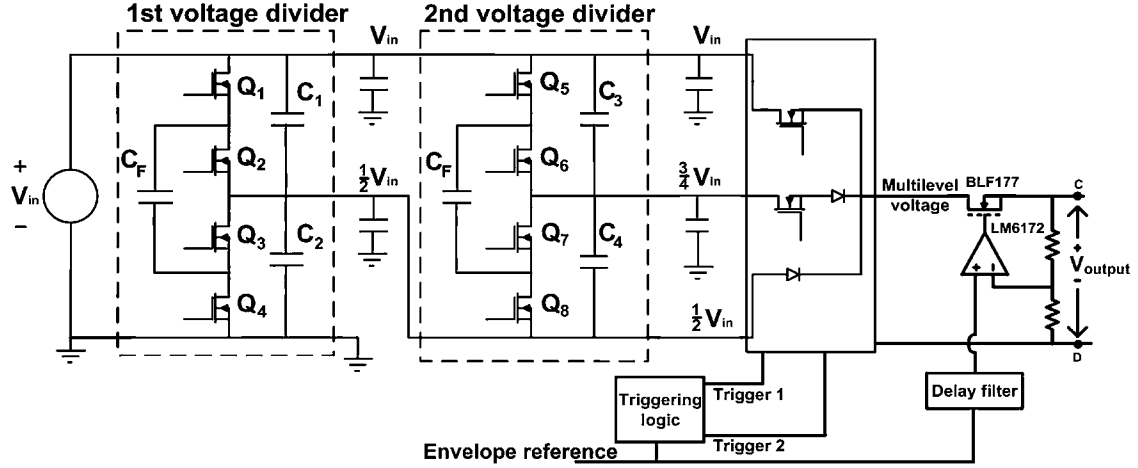 1st voltage divider
2nd voltage divider
Vin
Vin
Q1
C1
Q5
C3
CF
Q2
½Vin
CF
Q6
¾Vin
+
Vin
−
Multilevel
voltage
BLF177
C
Q3
C2
Q7
C4
LM6172
+
Voutput
-
+ -
Q4
Q8
½Vin
D
Triggering
logic
Trigger 1
Trigger 2
Delay filter
Envelope reference